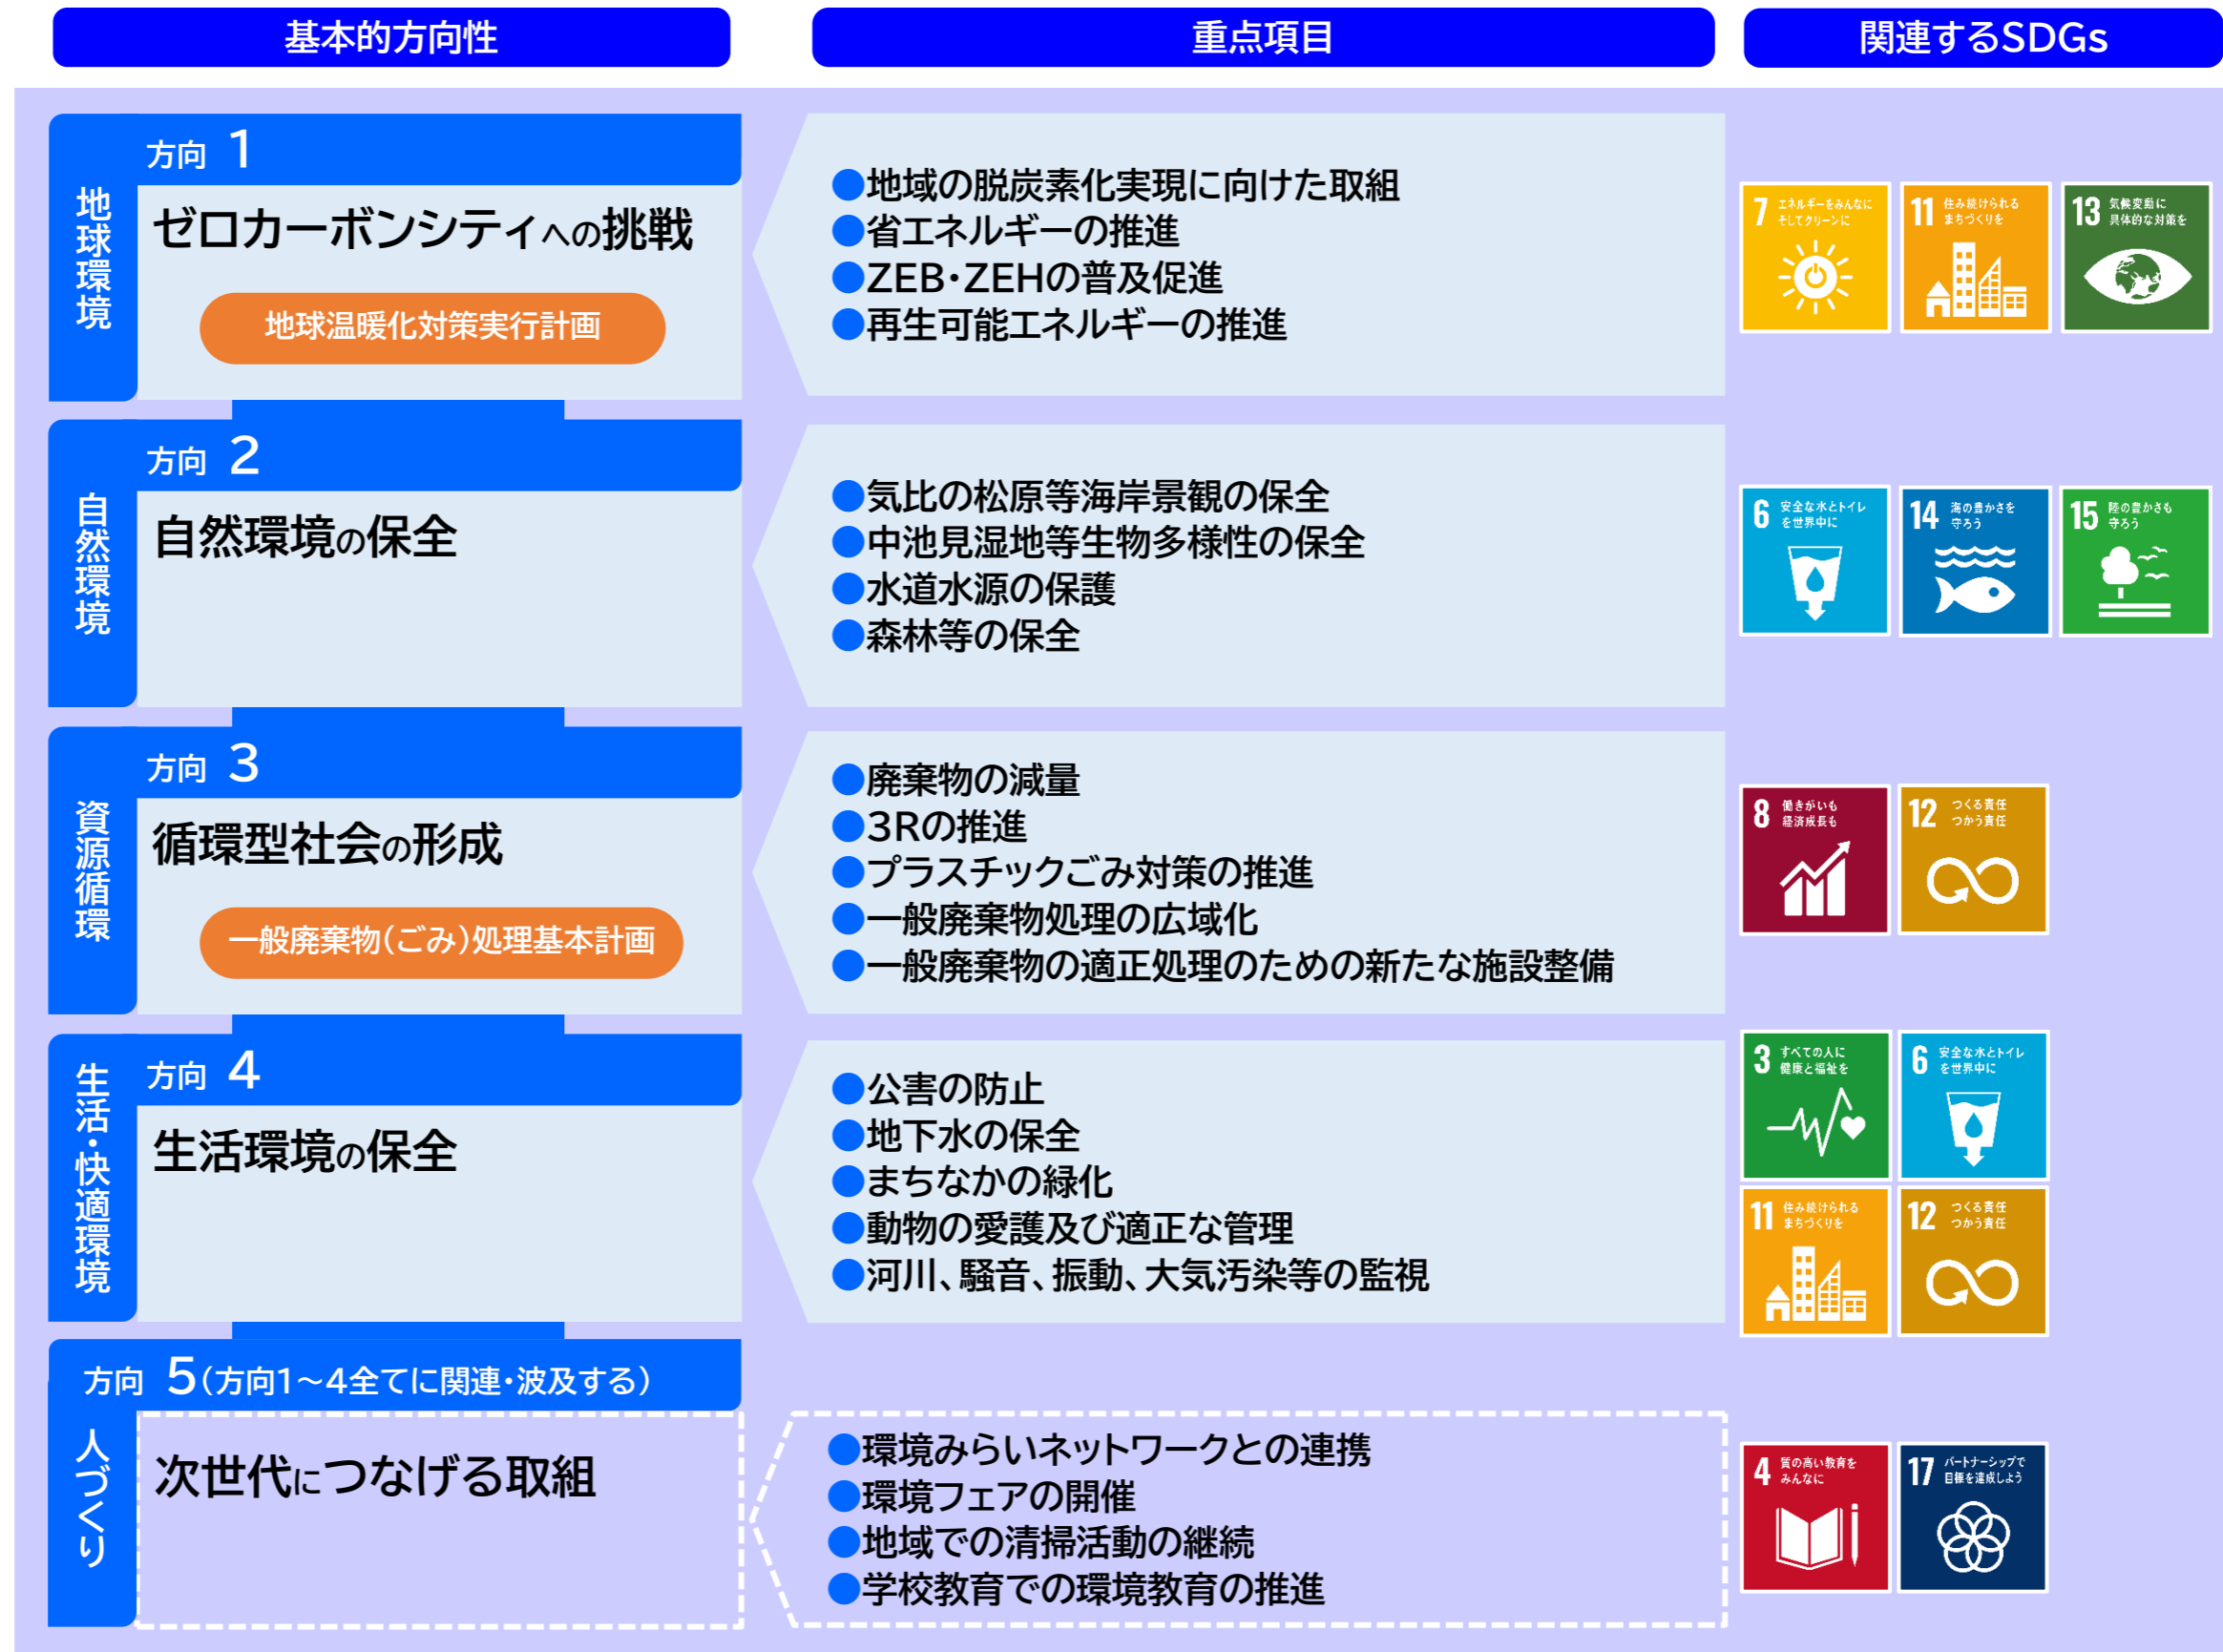 基本的方向性
重点項目
関連するSDGs
地球環境
方向 1
ゼロカーボンシティへの挑戦
地球温暖化対策実行計画
●地域の脱炭素化実現に向けた取組
●省エネルギーの推進
●ZEB・ZEHの普及促進
●再生可能エネルギーの推進
7 エネルギーをみんなに
そしてクリーンに
11 住み続けられる
まちづくりを
13 気候変動に
具体的な対策を
自然環境
方向 2
自然環境の保全
●気比の松原等海岸景観の保全
●中池見湿地等生物多様性の保全
●水道水源の保護
●森林等の保全
6 安全な水とトイレ
を世界中に
14 海の豊かさを
守ろう
15 陸の豊かさも
守ろう
資源循環
方向 3
循環型社会の形成
一般廃棄物(ごみ)処理基本計画
●廃棄物の減量
●3Rの推進
●プラスチックごみ対策の推進
●一般廃棄物処理の広域化
●一般廃棄物の適正処理のための新たな施設整備
8 働きがいも
経済成長も
12 つくる責任
つかう責任
生活・快適環境
方向 4
生活環境の保全
●公害の防止
●地下水の保全
●まちなかの緑化
●動物の愛護及び適正な管理
●河川、騒音、振動、大気汚染等の監視
3 すべての人に
健康と福祉を
6 安全な水とトイレ
を世界中に
11 住み続けられる
まちづくりを
12 つくる責任
つかう責任
方向 5(方向1～4全てに関連・波及する)
人づくり
次世代につなげる取組
●環境みらいネットワークとの連携
●環境フェアの開催
●地域での清掃活動の継続
●学校教育での環境教育の推進
4 質の高い教育を
みんなに
17 パートナーシップで
目標を達成しよう